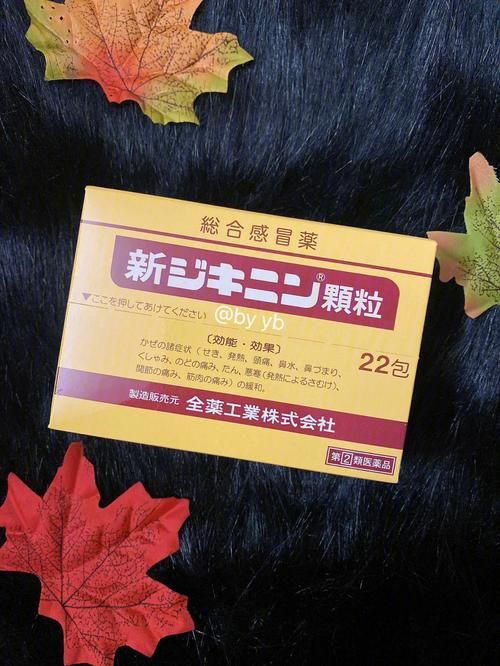 総合感冒薬
新ジキニン®顆粒
▼ここを押してあけてください
@by yb
〔効能・効果〕
22包
かぜの諸症状（せき、発熱、頭痛、鼻水、鼻づまり、
くしゃみ、のどの痛み、たん、悪寒（発熱によるさむけ）、
関節の痛み、筋肉の痛み）の緩和。
製造販売元 全薬工業株式会社
第②類医薬品